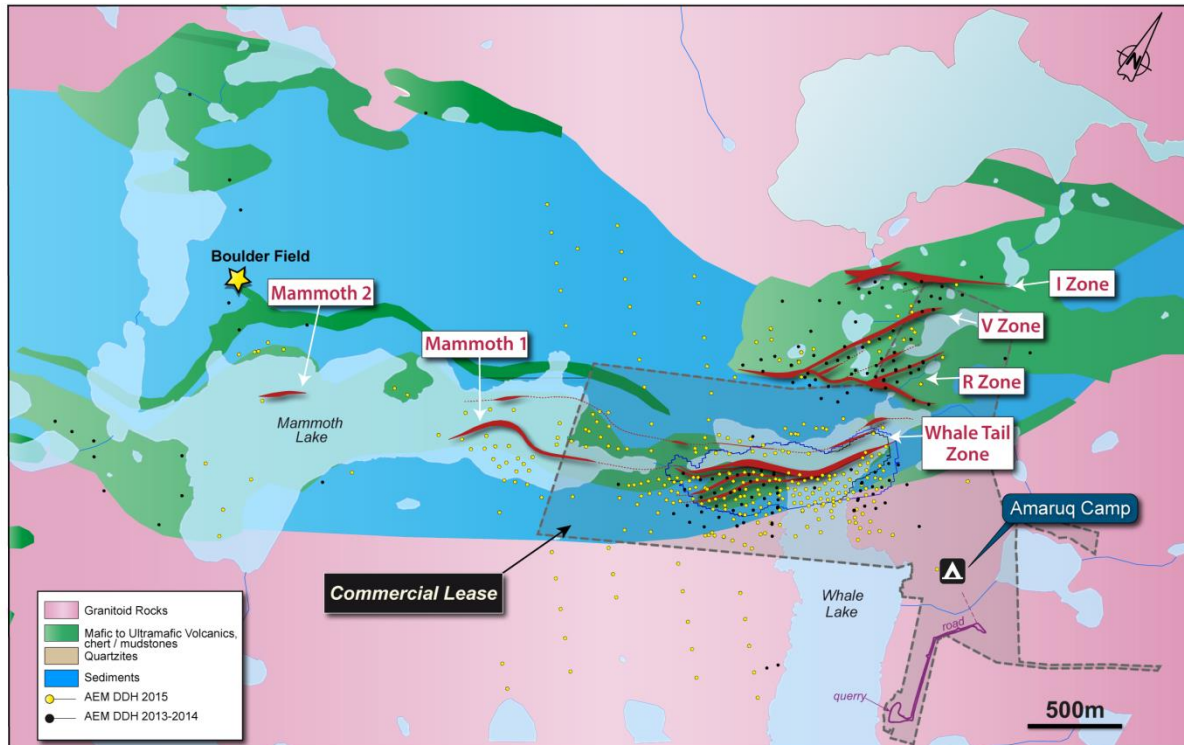 N
Boulder Field
Mammoth 2
Mammoth 1
I Zone
V Zone
R Zone
Mammoth
Lake
Whale Tail
Zone
Amaruq Camp
Commercial Lease
Whale
Lake
road
querry
500m
Granitoid Rocks
Mafic to Ultramafic Volcanics,
chert / mudstones
Quartzites
Sediments
AEM DDH 2015
AEM DDH 2013-2014